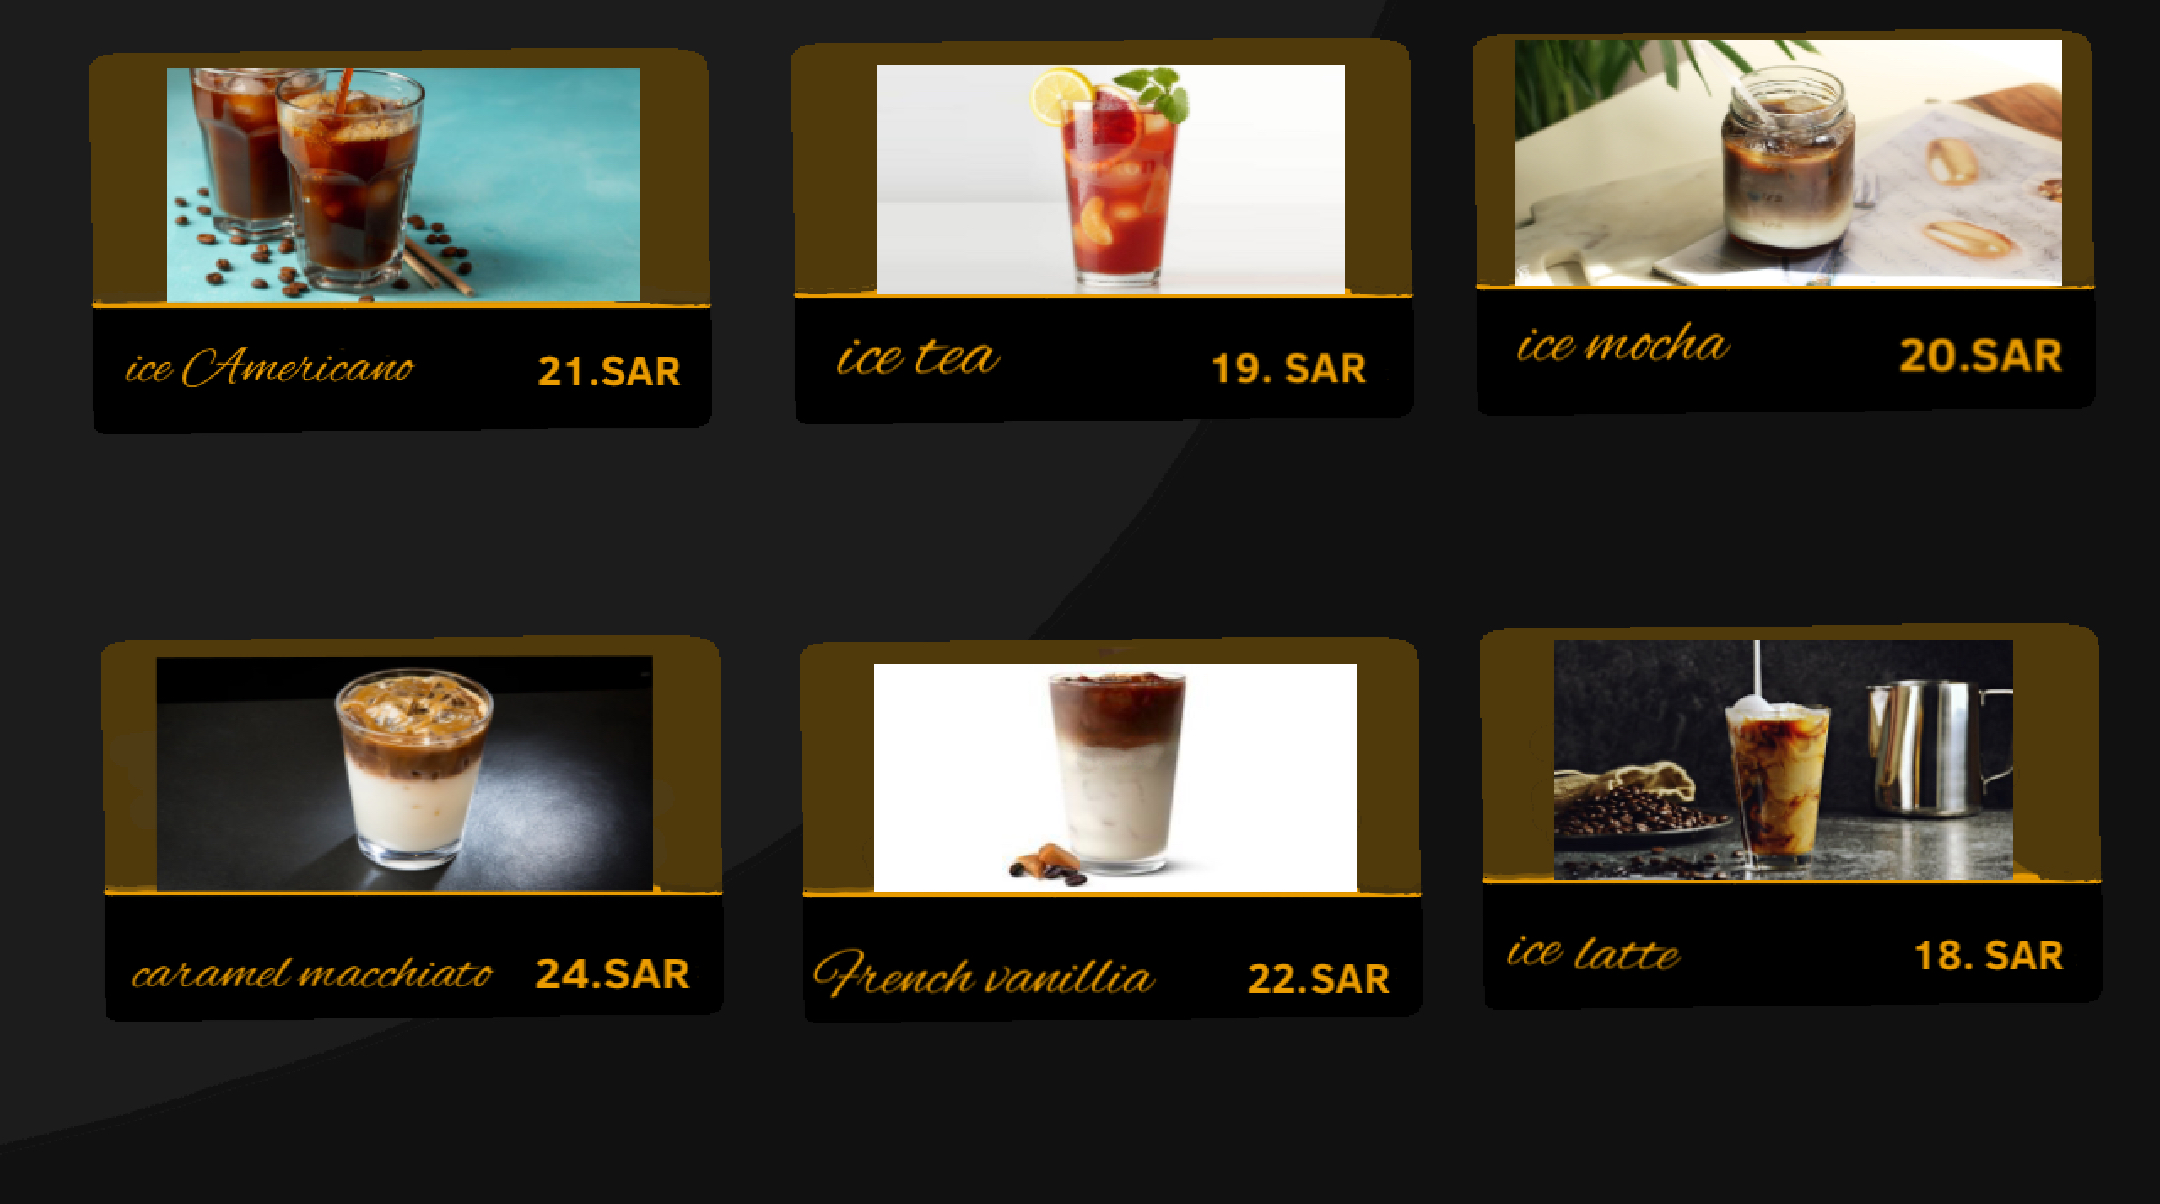 ice Americano 21.SAR
ice tea 19. SAR
ice mocha 20.SAR
caramel macchiato 24.SAR
French vanillia 22.SAR
ice latte 18. SAR